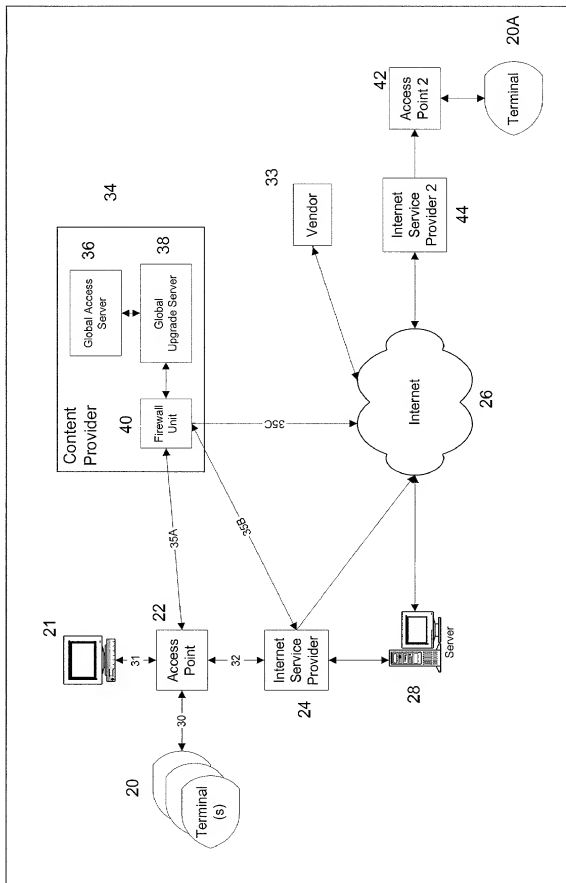 34
Content
Provider
36
Global Access
Server
38
Global
Upgrade Server
40
Firewall
Unit
21
31
22
Access
Point
35A
20
30
Terminal
(s)
32
35B
35C
24
Internet
Service
Provider
28
Server
33
Vendor
Internet
26
Internet
Service
Provider 2
44
42
Access
Point 2
Terminal
20A